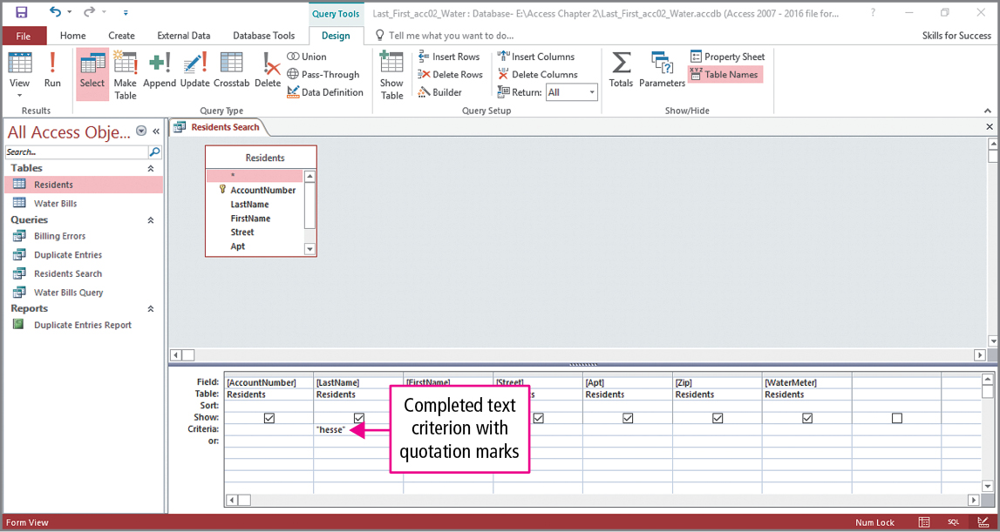 Query Tools
Last_First_acc02_Water : Database- E:\Access Chapter 2\Last_First_acc02_Water.accdb (Access 2007 - 2016 file for...
?
File
Home
Create
External Data
Database Tools
Design
Tell me what you want to do...
Skills for Success
View
Run
Select
Make Table
Append
Update
Crosstab
Delete
Union
Pass-Through
Data Definition
Show Table
Insert Rows
Delete Rows
Builder
Insert Columns
Delete Columns
Return: All
Totals
Parameters
Property Sheet
Table Names
Results
Query Type
Query Setup
Show/Hide
All Access Obje...
Search...
Tables
Residents
Water Bills
Queries
Billing Errors
Duplicate Entries
Residents Search
Water Bills Query
Reports
Duplicate Entries Report
Residents Search
Residents
*
AccountNumber
LastName
FirstName
Street
Apt
Field: [AccountNumber] [LastName] [FirstName] [Street] [Apt] [Zip] [WaterMeter]
Table: Residents Residents Residents Residents Residents
Sort:
Show:
Criteria: "hesse"
or:
Completed text
criterion with
quotation marks
Form View
Num Lock
SQL